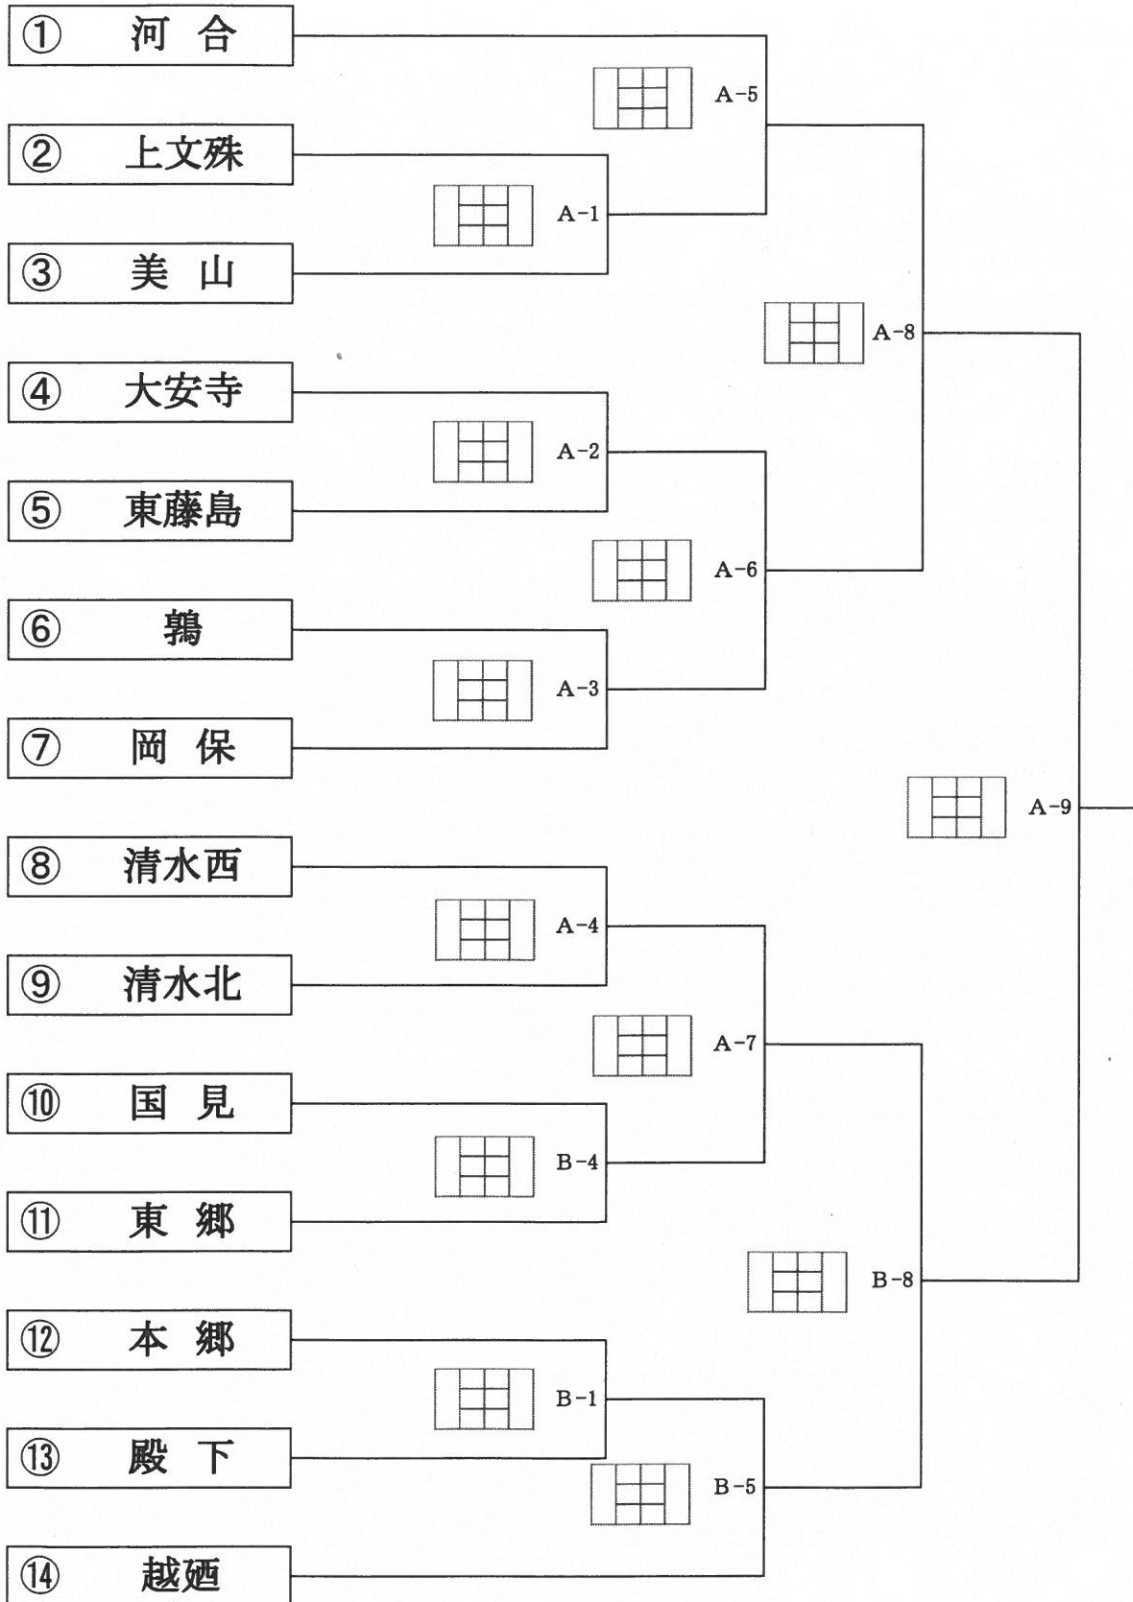 ① 河合
A-5
② 上文殊
A-1
③ 美山
A-8
④ 大安寺
A-2
⑤ 東藤島
A-6
⑥ 鶉
A-3
⑦ 岡保
A-9
⑧ 清水西
A-4
⑨ 清水北
A-7
⑩ 国見
B-4
⑪ 東郷
B-8
⑫ 本郷
B-1
⑬ 殿下
B-5
⑭ 越廼